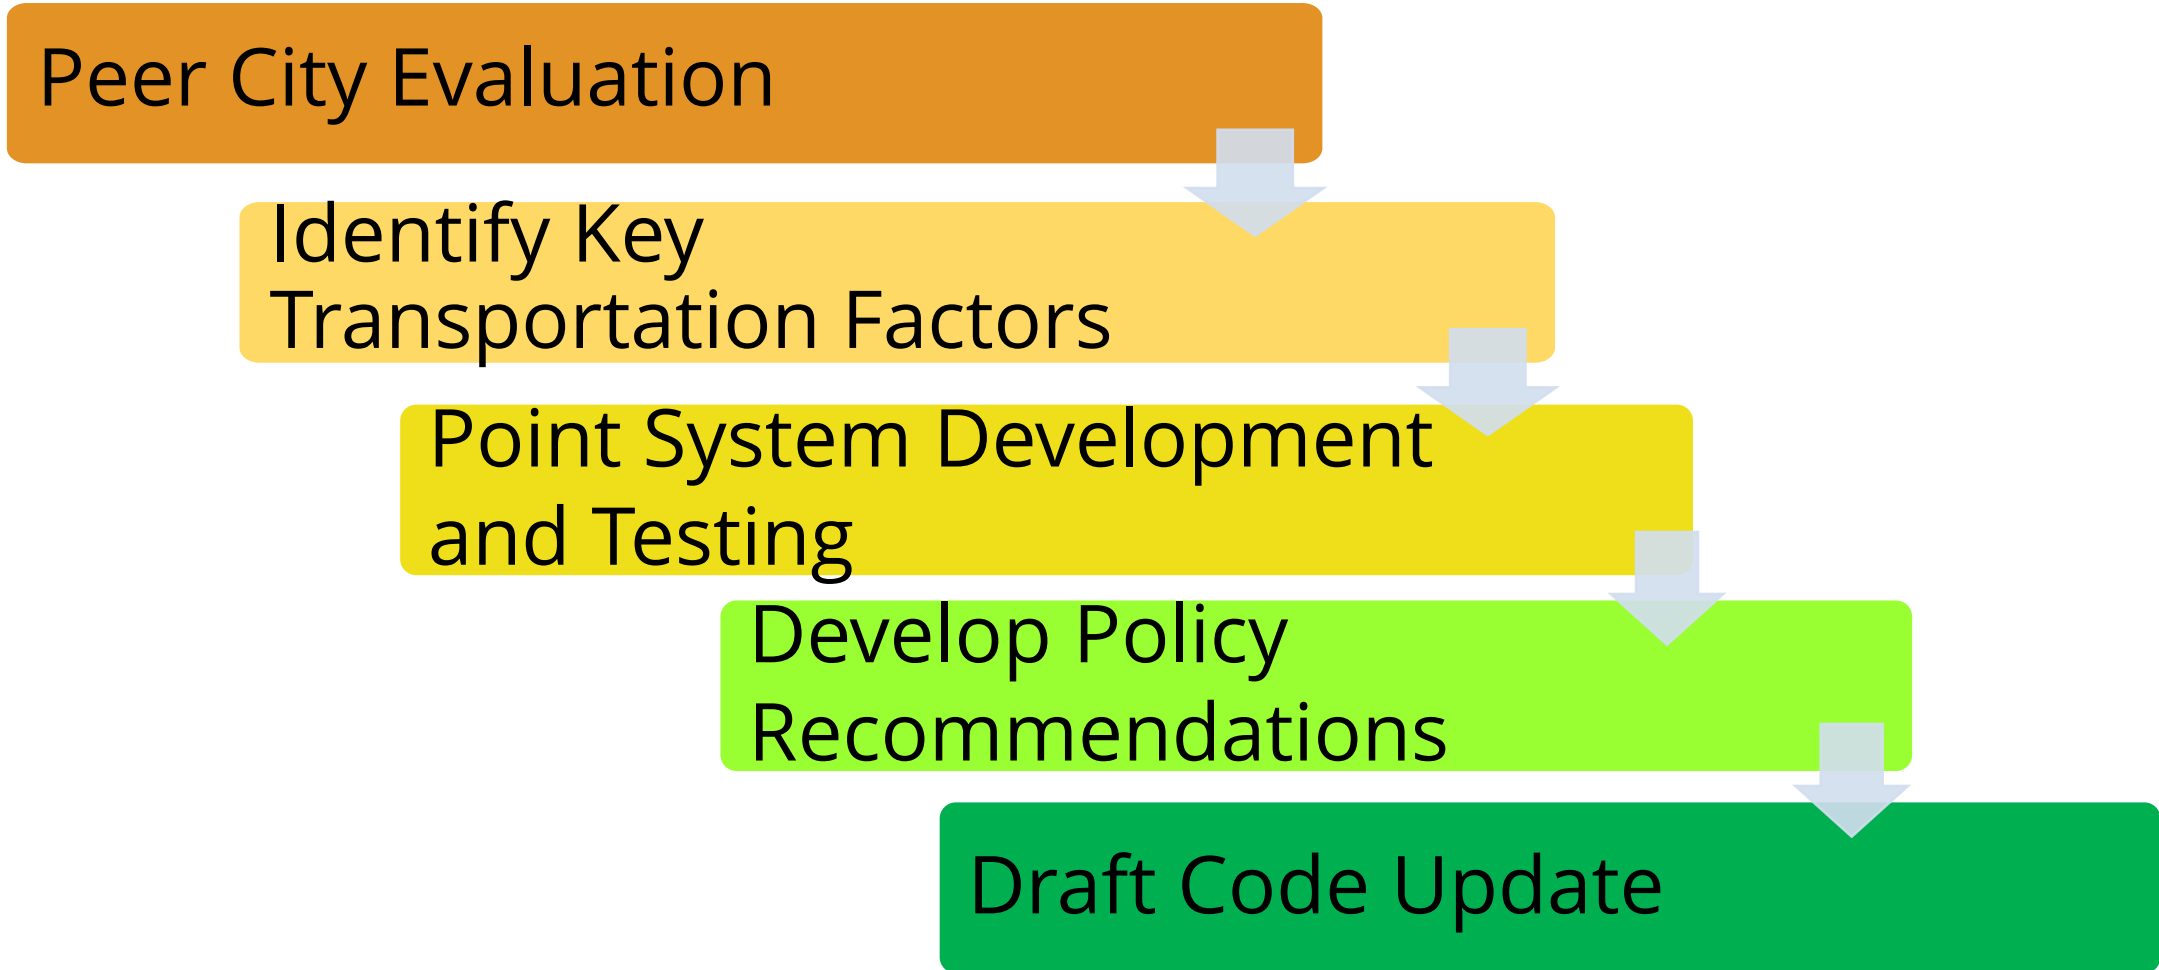 Peer City Evaluation
Identify Key
Transportation Factors
Point System Development
and Testing
Develop Policy
Recommendations
Draft Code Update